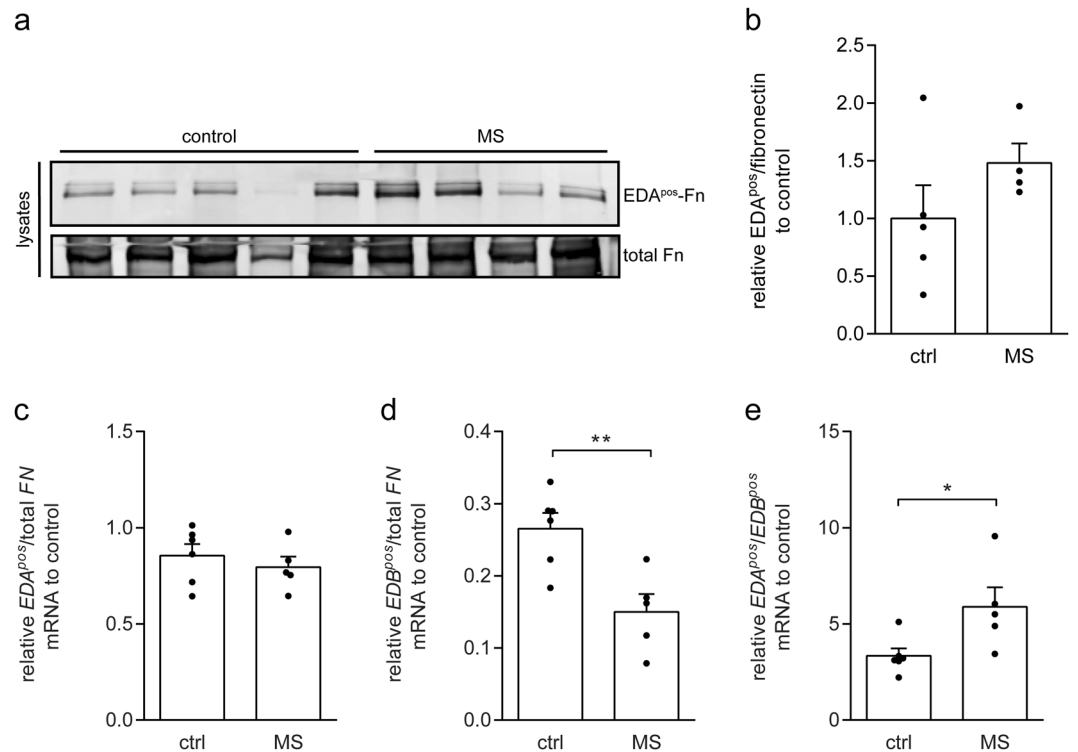 a
control
MS
lysates
EDAᵖᵒˢ-Fn
total Fn
b
relative EDAᵖᵒˢ/fibronectin
to control
2.5
2.0
1.5
1.0
0.5
0.0
ctrl
MS
c
relative EDAᵖᵒˢ/total FN
mRNA to control
1.5
1.0
0.5
0.0
ctrl
MS
d
relative EDBᵖᵒˢ/total FN
mRNA to control
0.4
0.3
0.2
0.1
0.0
**
ctrl
MS
e
relative EDAᵖᵒˢ/EDBᵖᵒˢ
mRNA to control
15
10
5
0
*
ctrl
MS